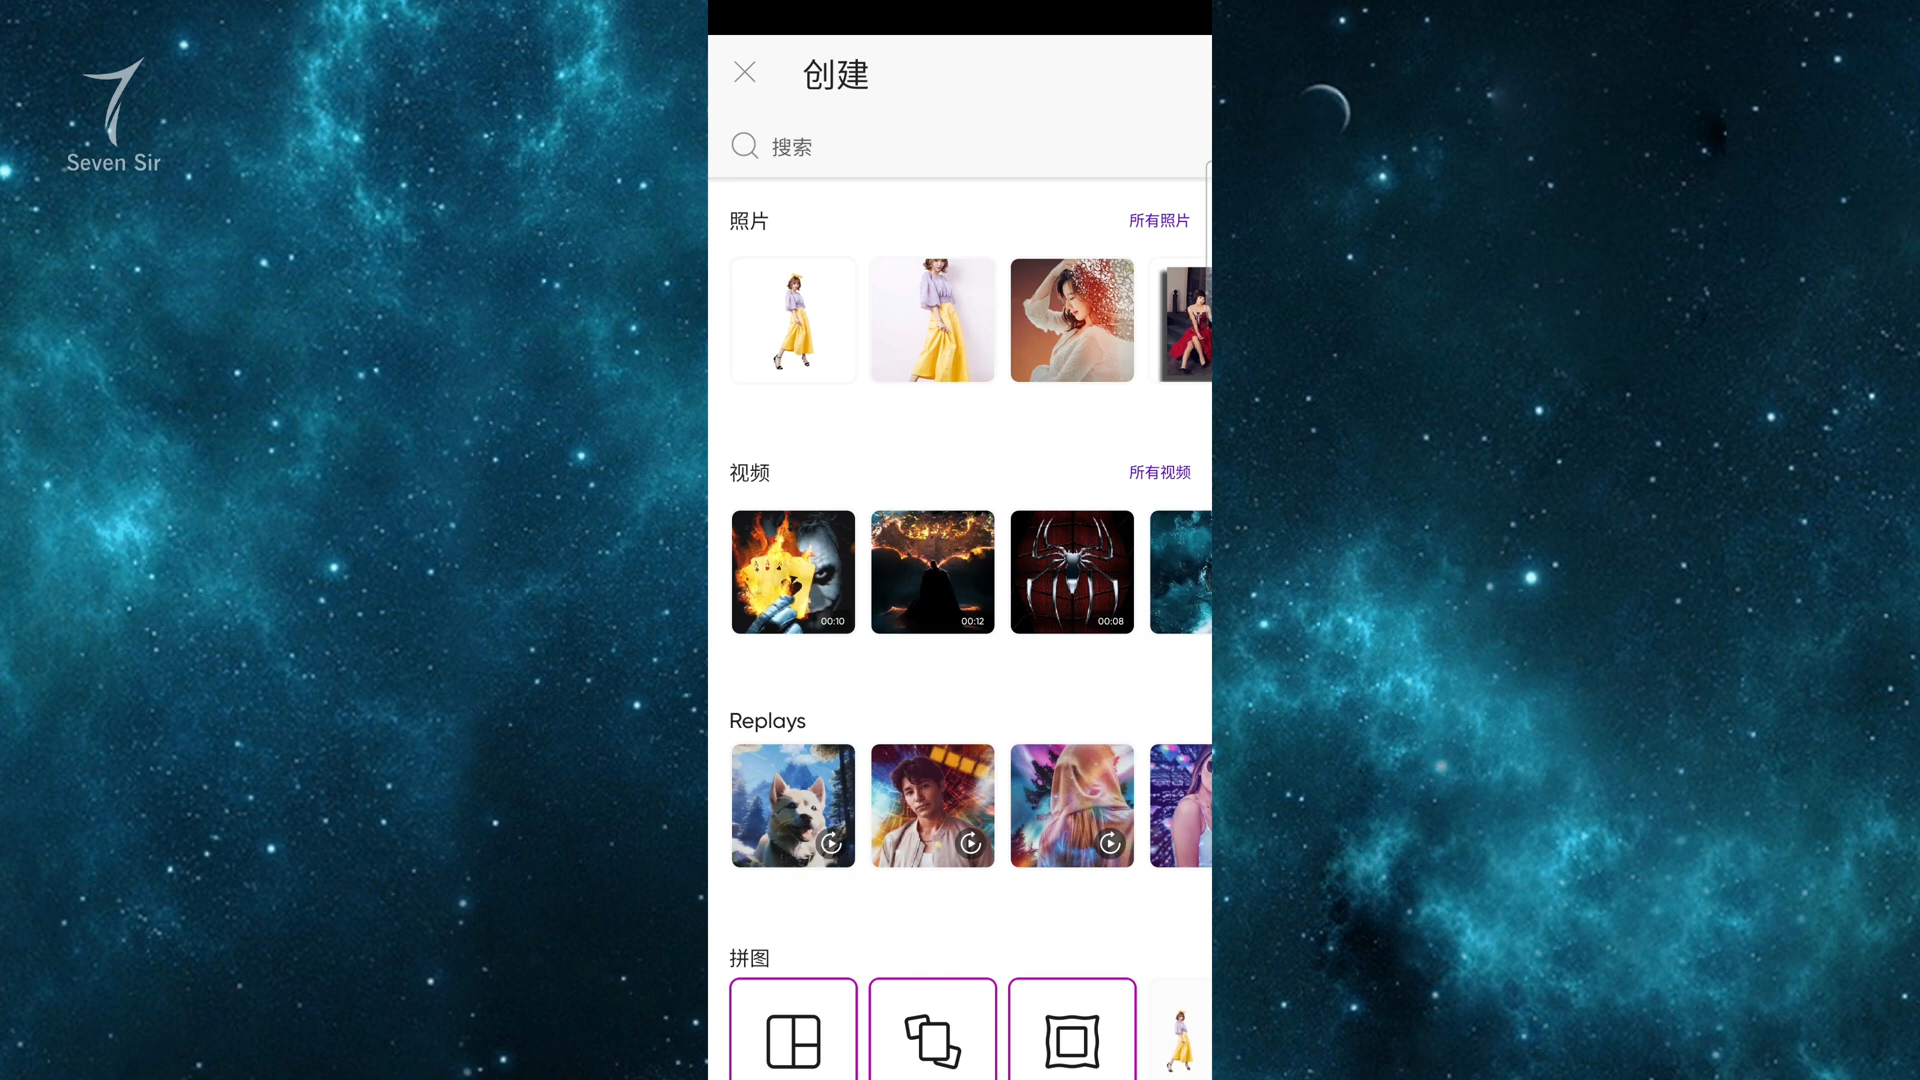 Seven Sir
创建
搜索
照片
所有照片
视频
所有视频
00:10
00:12
00:08
Replays
拼图